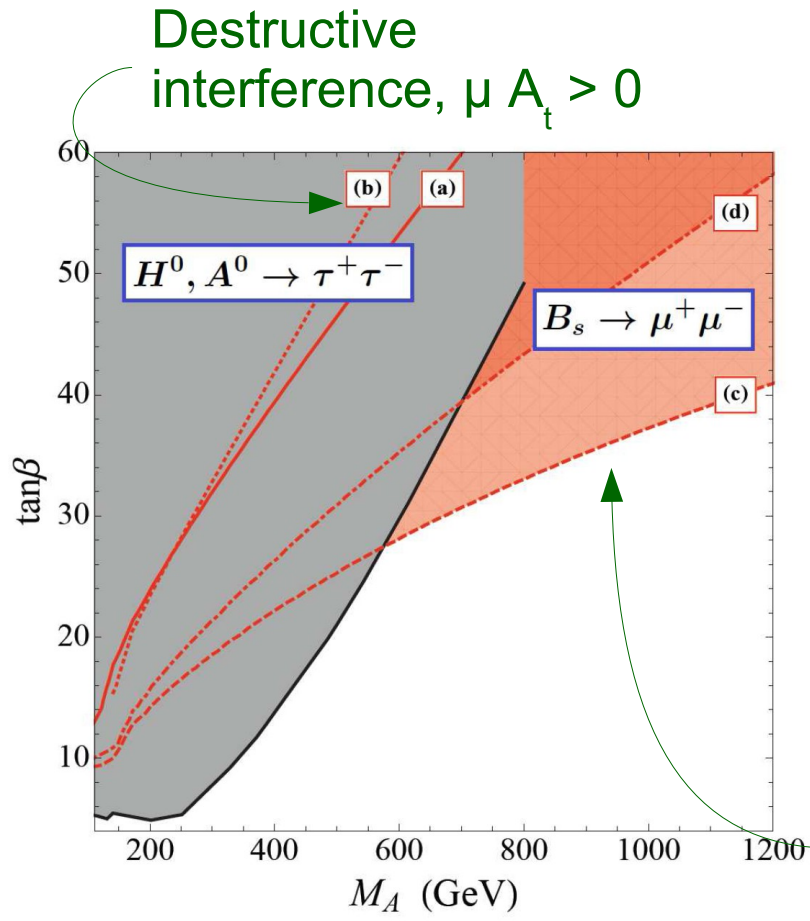 Destructive
interference, μ A_t > 0
60
50
40
30
20
10
tanβ
(b)
(a)
(d)
(c)
H⁰, A⁰ → τ⁺τ⁻
B_s → μ⁺μ⁻
200 400 600 800 1000 1200
M_A (GeV)